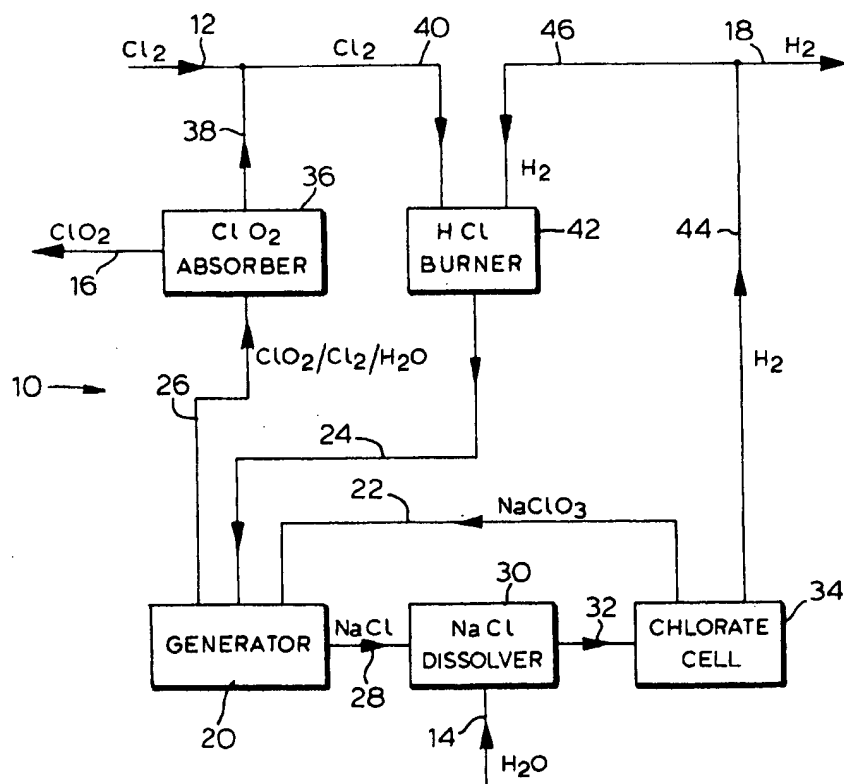 12
Cl2
Cl2
40
46
18
H2
38
H2
36
ClO2
ABSORBER
ClO2
16
HCl
BURNER
42
44
ClO2/Cl2/H2O
H2
10
26
24
22
NaClO3
30
34
GENERATOR
NaCl
28
NaCl
DISSOLVER
32
CHLORATE
CELL
20
14
H2O